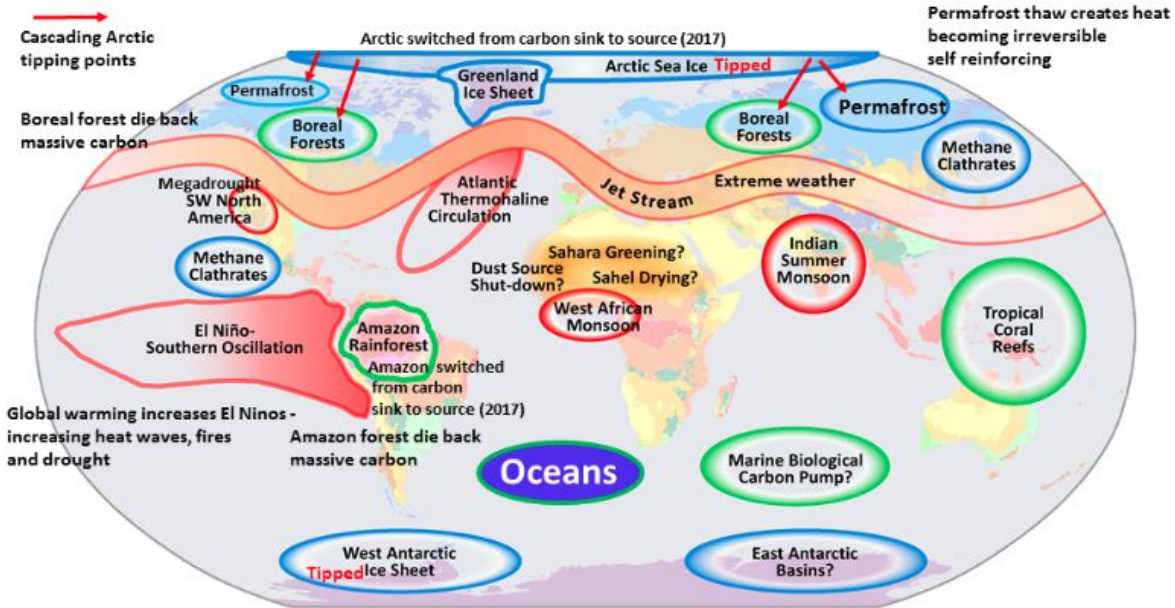 Cascading Arctic
tipping points
Arctic switched from carbon sink to source (2017)
Permafrost thaw creates heat
becoming irreversible
self reinforcing
Arctic Sea Ice Tipped
Greenland
Ice Sheet
Permafrost
Boreal
Forests
Boreal forest die back
massive carbon
Boreal
Forests
Permafrost
Methane
Clathrates
Megadrought
SW North
America
Atlantic
Thermohaline
Circulation
Jet Stream
Extreme weather
Methane
Clathrates
Sahara Greening?
Dust Source
Shut-down?
Sahel Drying?
West African
Monsoon
Indian
Summer
Monsoon
Tropical
Coral
Reefs
El Niño-
Southern Oscillation
Amazon
Rainforest
Amazon switched
from carbon
sink to source (2017)
Global warming increases El Ninos -
increasing heat waves, fires
and drought
Amazon forest die back
massive carbon
Oceans
Marine Biological
Carbon Pump?
West Antarctic
Tipped Ice Sheet
East Antarctic
Basins?